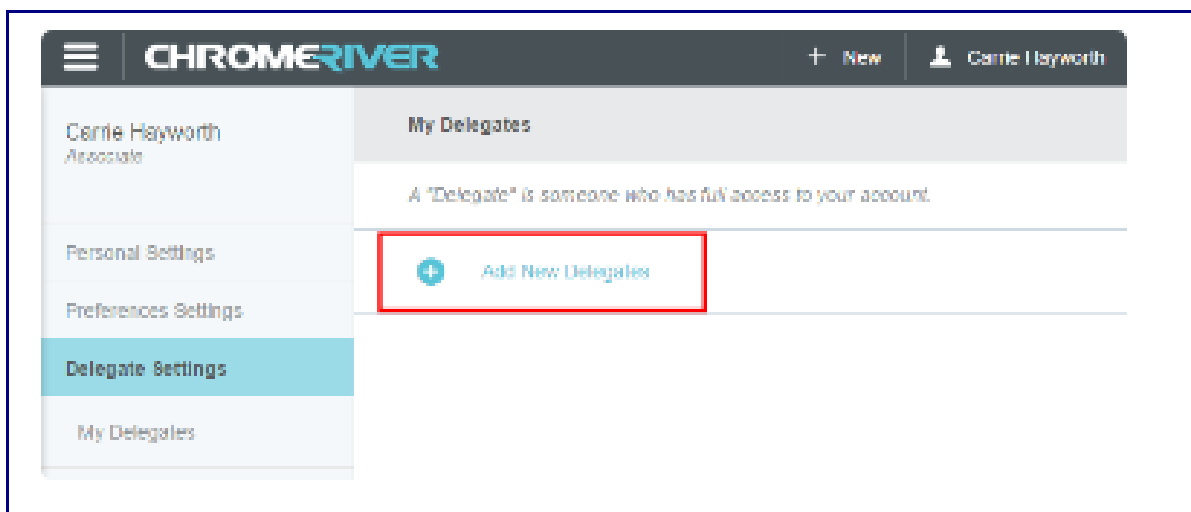 CHROMERIVER
+ New
Carrie Hayworth
Carrie Hayworth
Associate
My Delegates
A "Delegate" is someone who has full access to your account.
Personal Settings
Add New Delegates
Preferences Settings
Delegate Settings
My Delegates